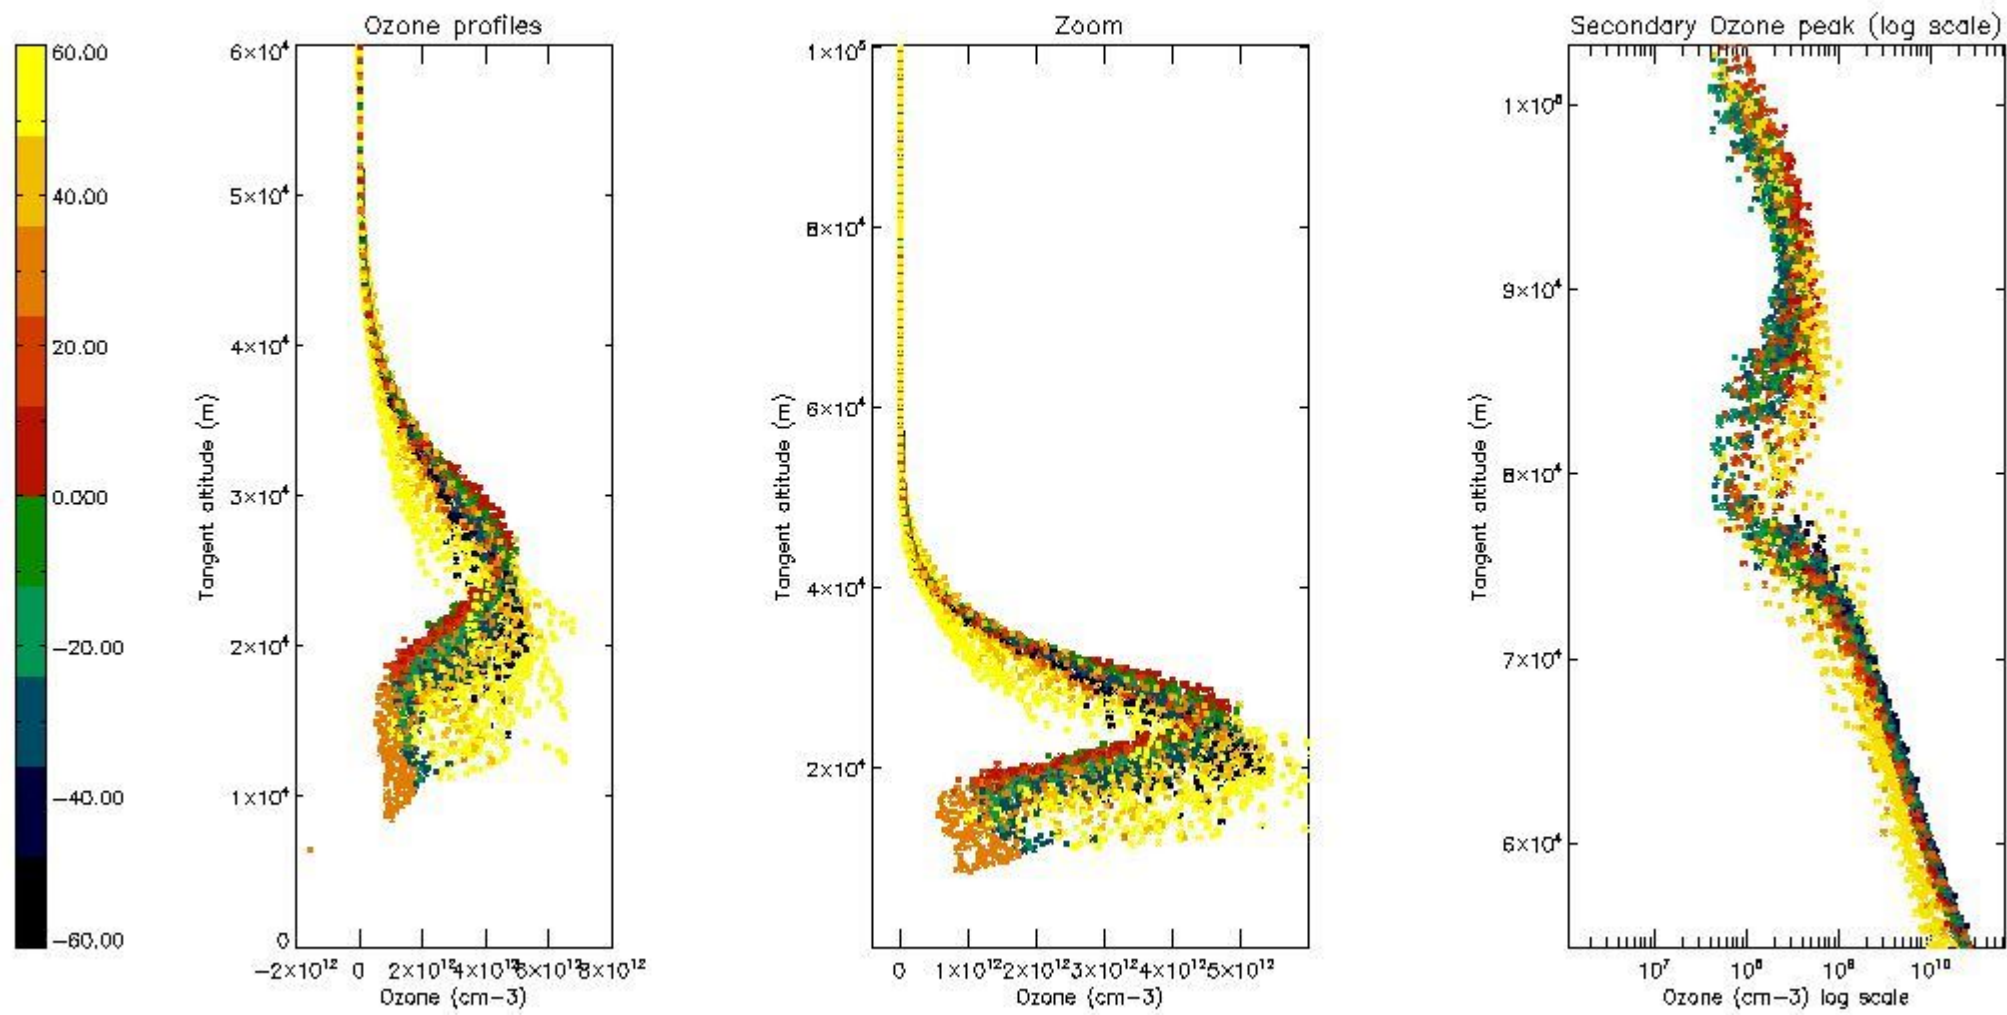 Ozone profiles
Zoom
Secondary Ozone peak (log scale)
60.00
40.00
20.00
0.000
−20.00
−40.00
−60.00
6×10⁴
5×10⁴
4×10⁴
3×10⁴
2×10⁴
1×10⁴
0
Tangent altitude (m)
−2×10¹² 0 2×10¹² 4×10¹² 6×10¹² 8×10¹²
Ozone (cm−3)
1×10⁵
8×10⁴
6×10⁴
4×10⁴
2×10⁴
Tangent altitude (m)
0 1×10¹² 2×10¹² 3×10¹² 4×10¹² 5×10¹²
Ozone (cm−3)
1×10⁵
9×10⁴
8×10⁴
7×10⁴
6×10⁴
Tangent altitude (m)
10⁷ 10⁸ 10⁹ 10¹⁰
Ozone (cm−3) log scale